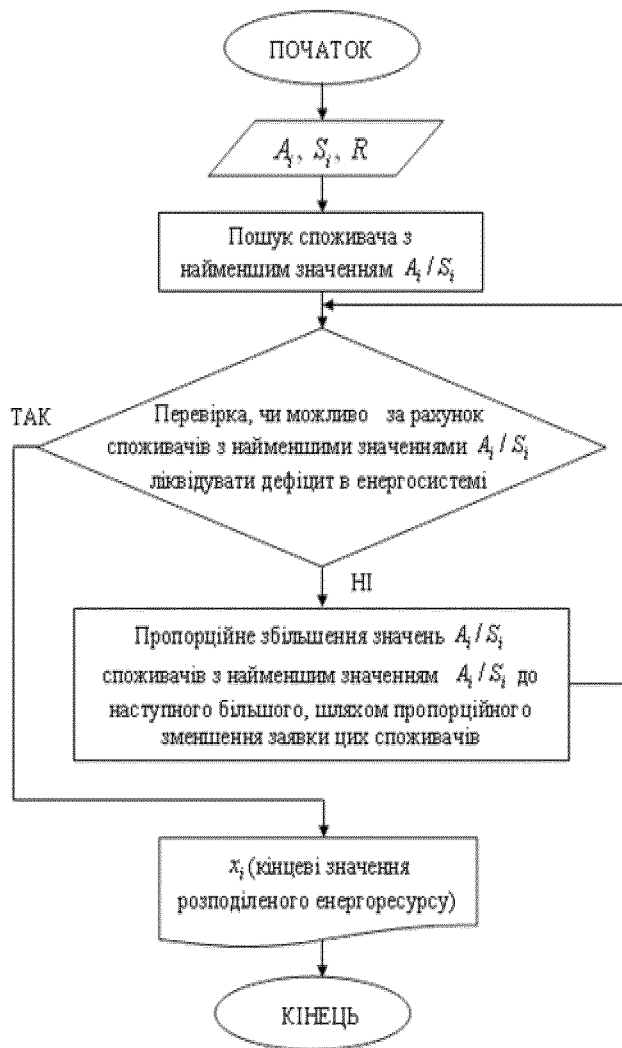 ПОЧАТОК
A_i, S_i, R
Пошук споживача з
найменшим значенням A_i / S_i
ТАК
Перевірка, чи можливо за рахунок
споживачів з найменшими значеннями A_i / S_i
ліквідувати дефіцит в енергосистемі
НІ
Пропорційне збільшення значень A_i / S_i
споживачів з найменшим значенням A_i / S_i до
наступного більшого, шляхом пропорційного
зменшення заявки цих споживачів
x_i (кінцеві значення
розподіленого енергоресурсу)
КІНЕЦЬ